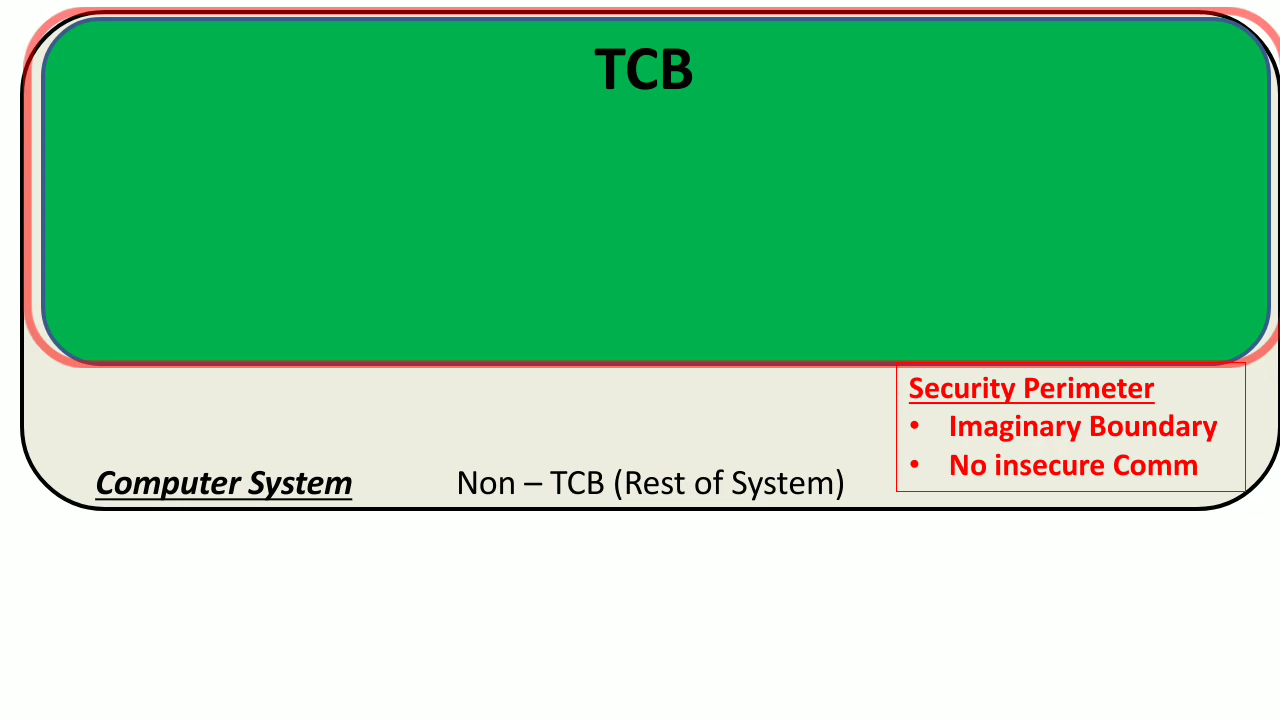 TCB
Security Perimeter
• Imaginary Boundary
• No insecure Comm
Computer System
Non – TCB (Rest of System)